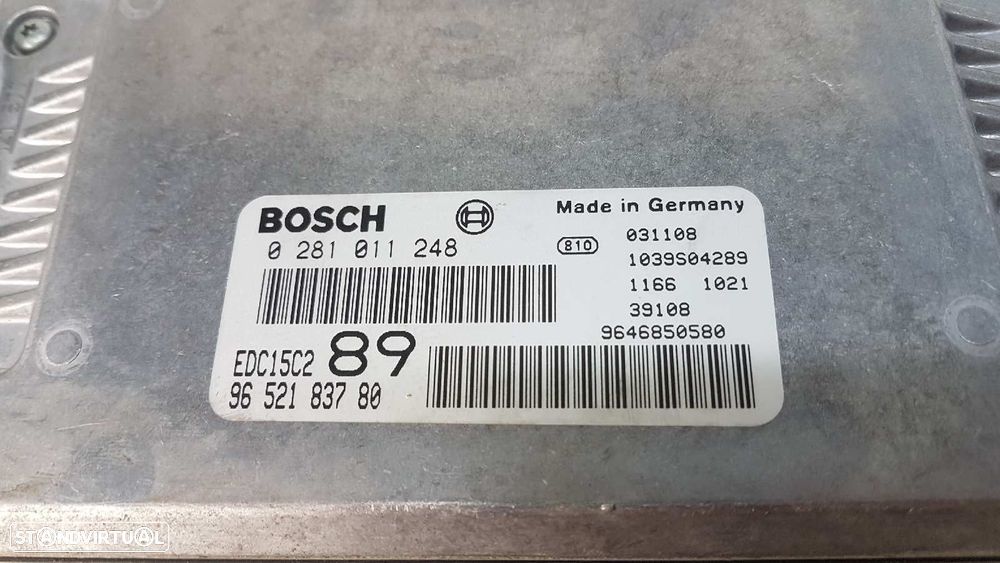 BOSCH
Made in Germany
0 281 011 248
810
031108
1039S04289
1166 1021
39108
9646850580
EDC15C2 89
96 521 837 80
STANDVIRTUAL